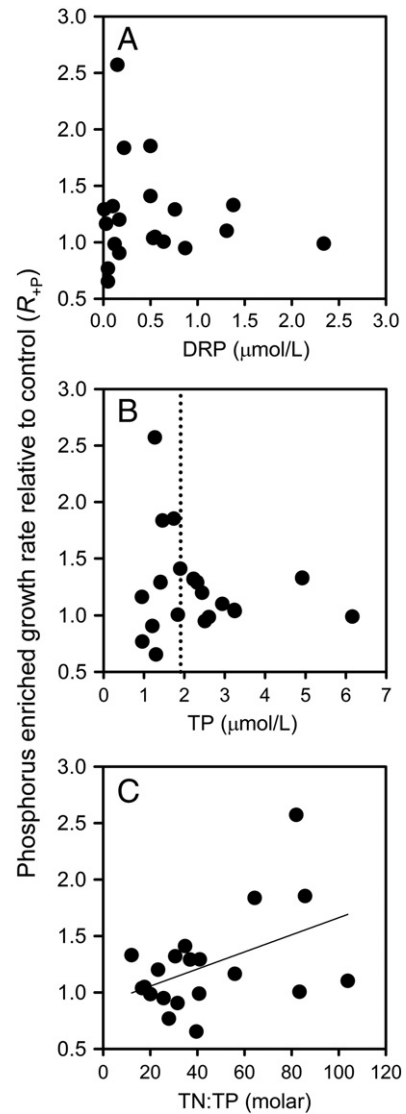 Phosphorus enriched growth rate relative to control (R+P)
A
3.0
2.5
2.0
1.5
1.0
0.5
0.0 0.5 1.0 1.5 2.0 2.5 3.0
DRP (μmol/L)
B
3.0
2.5
2.0
1.5
1.0
0.5
0 1 2 3 4 5 6 7
TP (μmol/L)
C
3.0
2.5
2.0
1.5
1.0
0.5
0 20 40 60 80 100 120
TN:TP (molar)